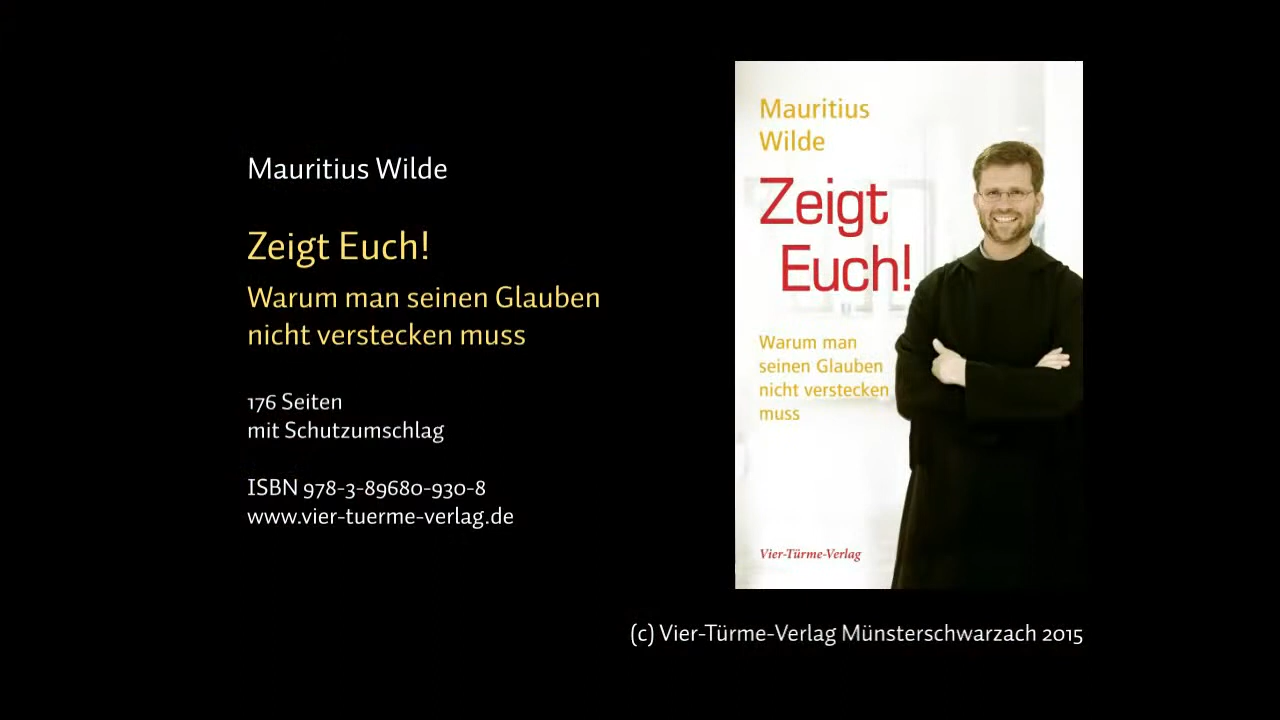 Mauritius Wilde
Zeigt Euch!
Warum man seinen Glauben
nicht verstecken muss
176 Seiten
mit Schutzumschlag
ISBN 978-3-89680-930-8
www.vier-tuerme-verlag.de
Mauritius
Wilde
Zeigt
Euch!
Warum man
seinen Glauben
nicht verstecken
muss
Vier-Türme-Verlag
(c) Vier-Türme-Verlag Münsterschwarzach 2015